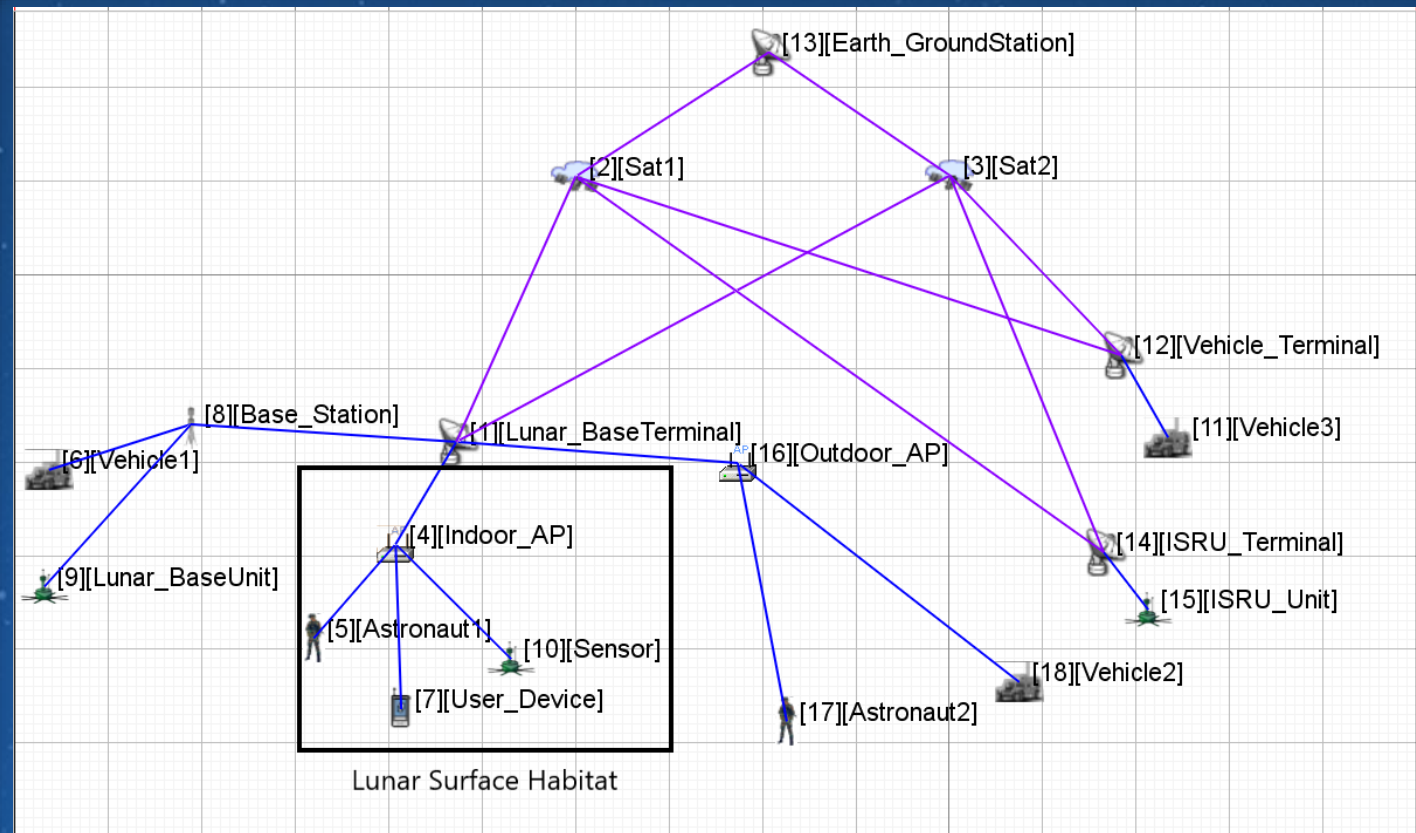 [13][Earth_GroundStation]
[2][Sat1]
[3][Sat2]
[12][Vehicle_Terminal]
[8][Base_Station]
[11][Vehicle3]
[1][Lunar_BaseTerminal]
AP
[16][Outdoor_AP]
[6][Vehicle1]
AP
[4][Indoor_AP]
[14][ISRU_Terminal]
[9][Lunar_BaseUnit]
[15][ISRU_Unit]
[5][Astronaut1]
[10][Sensor]
[18][Vehicle2]
[7][User_Device]
[17][Astronaut2]
Lunar Surface Habitat